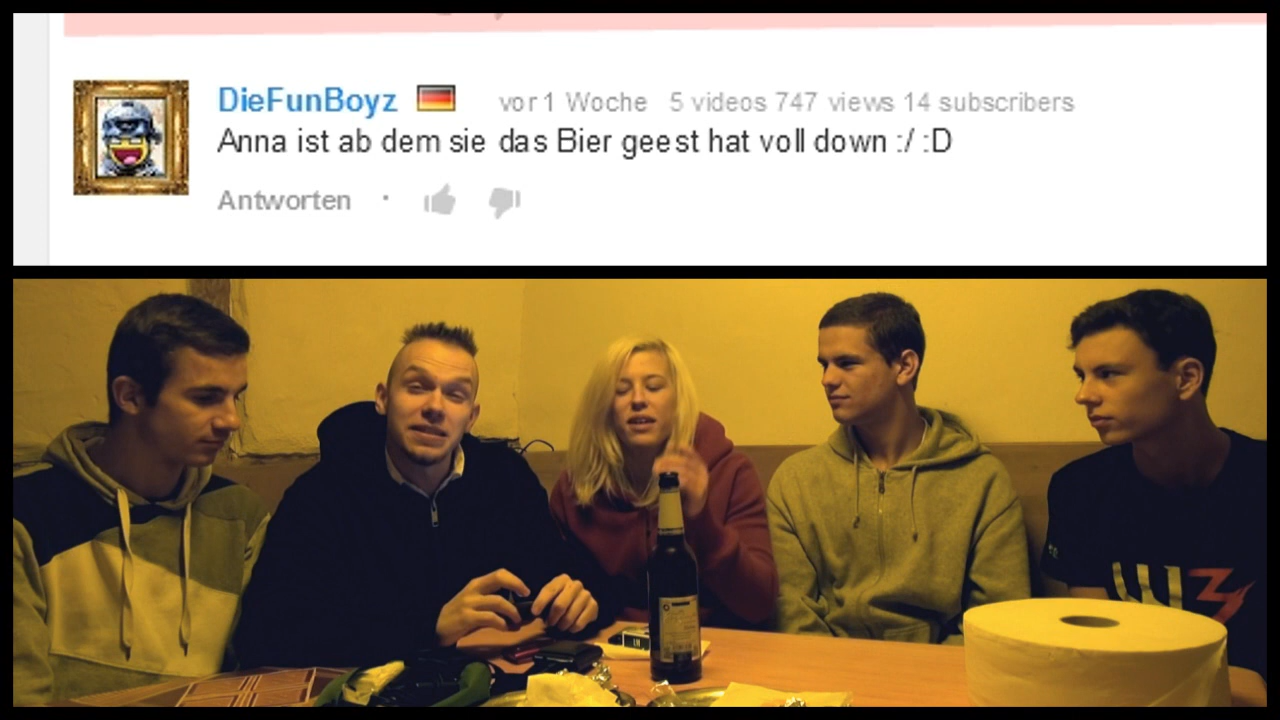 DieFunBoyz vor 1 Woche 5 videos 747 views 14 subscribers
Anna ist ab dem sie das Bier geest hat voll down :/ :D
Antworten ·